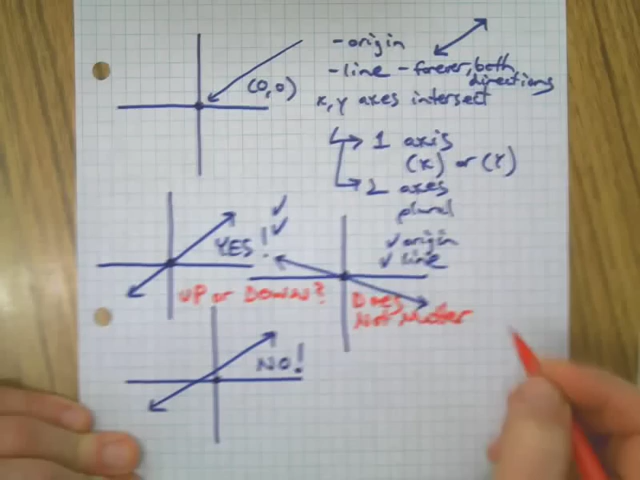 - origin
- line - forever, both directions
(0,0)
x, y axes intersect
1 axis
(x) or (Y)
2 axes
plural
YES!
✓ origin
✓ line
UP or DOWN?
Does
Not Matter
NO!